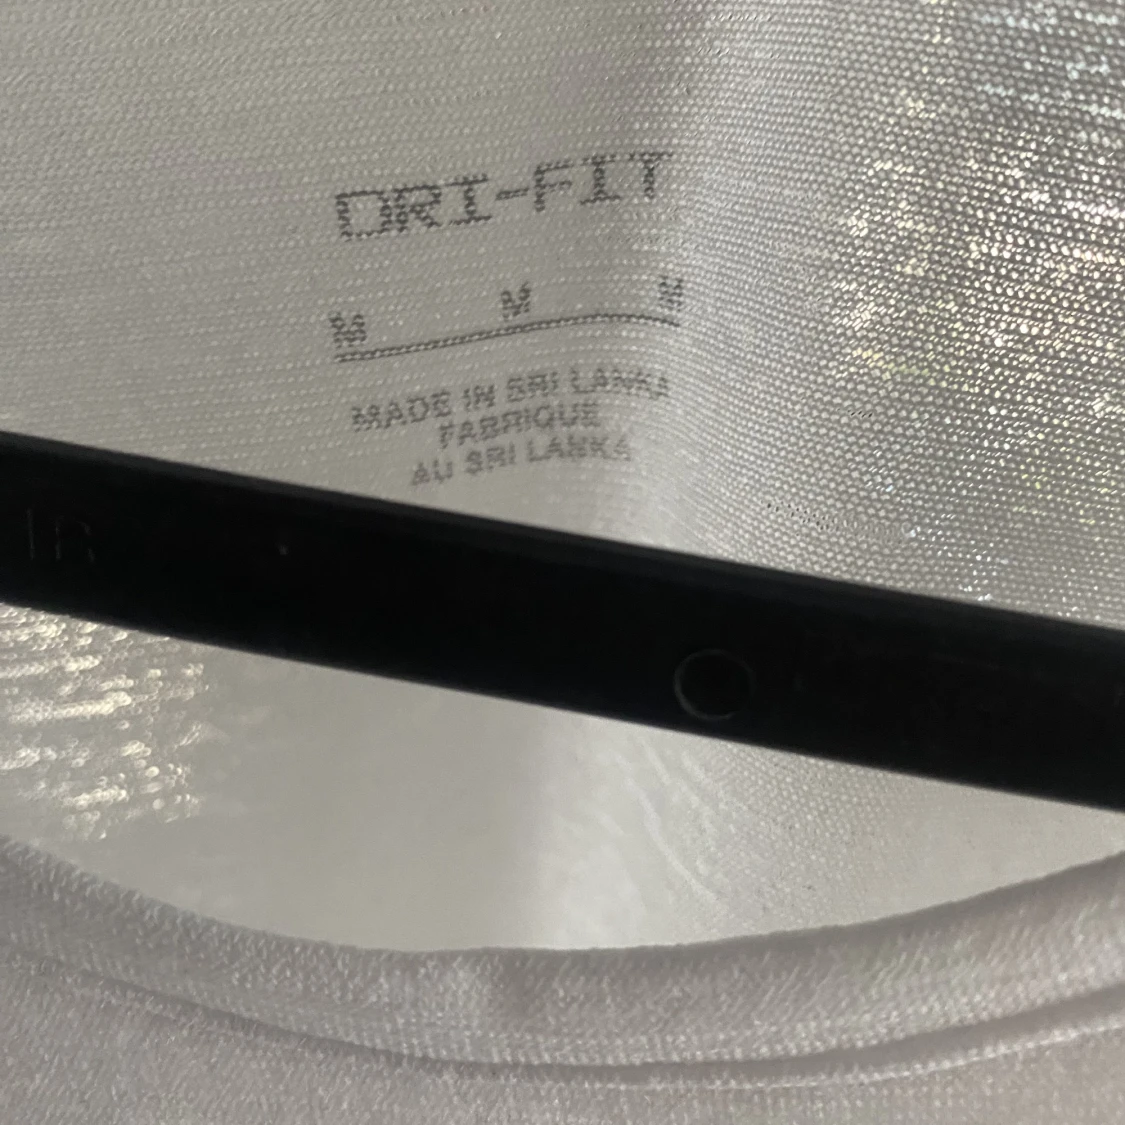 DRI-FIT
MADE IN SRI LANKA
FABRIQUE
AU SRI LANKA